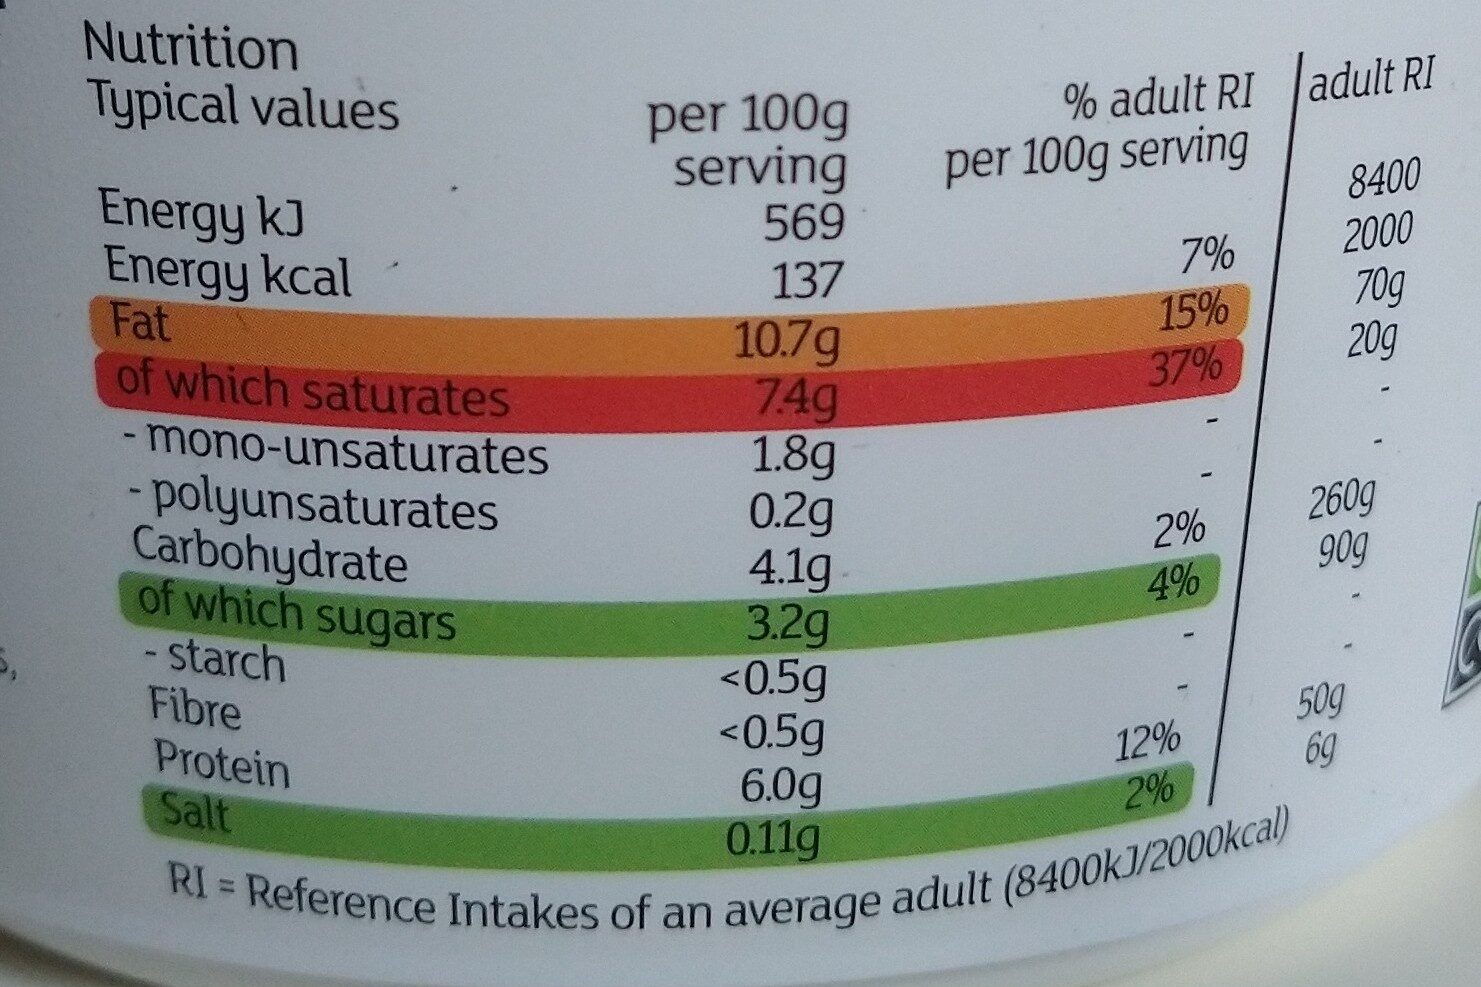 Nutrition
Typical values per 100g serving % adult RI per 100g serving adult RI
Energy kJ 569 8400
Energy kcal 137 7% 2000
Fat 10.7g 15% 70g
of which saturates 7.4g 37% 20g
- mono-unsaturates 1.8g - -
- polyunsaturates 0.2g - -
Carbohydrate 4.1g 2% 260g
of which sugars 3.2g 4% 90g
- starch <0.5g - -
Fibre <0.5g - -
Protein 6.0g 12% 50g
Salt 0.11g 2% 6g
RI = Reference Intakes of an average adult (8400kJ/2000kcal)